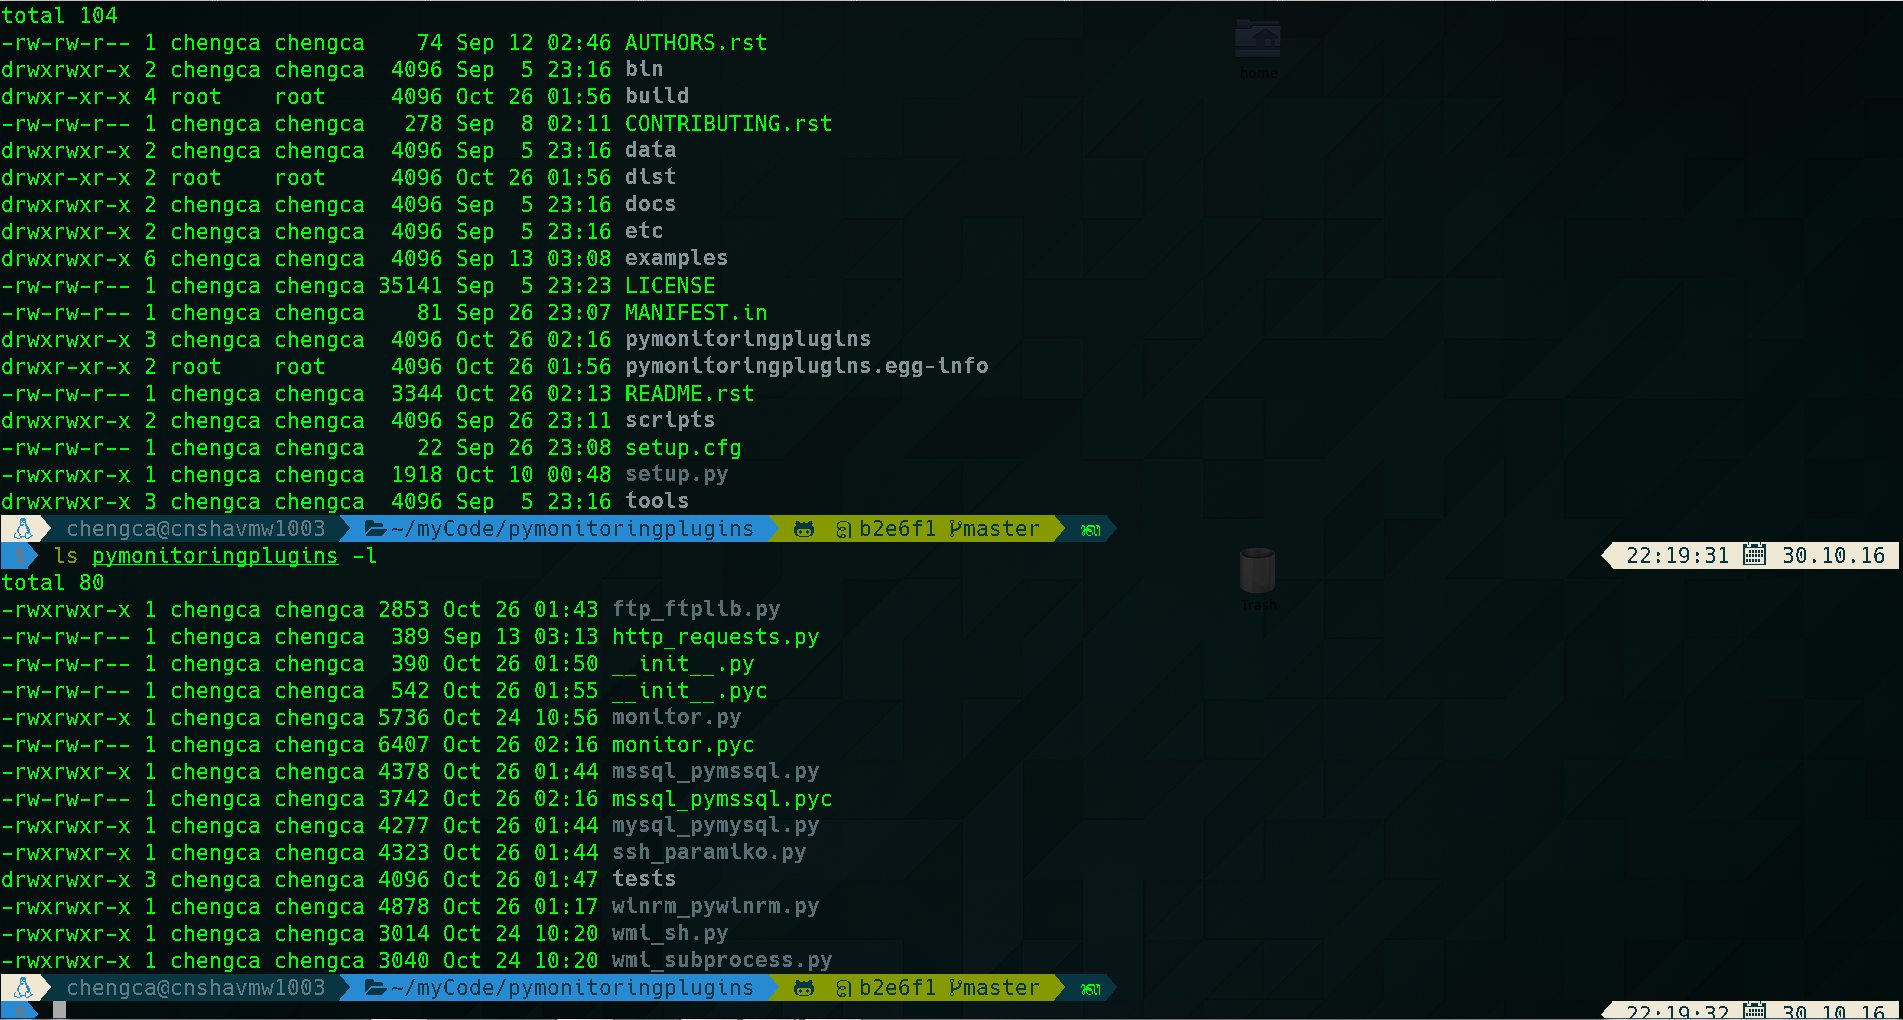 total 104
-rw-rw-r-- 1 chengca chengca    74 Sep 12 02:46 AUTHORS.rst
drwxrwxr-x 2 chengca chengca  4096 Sep  5 23:16 bin
drwxr-xr-x 4 root    root     4096 Oct 26 01:56 build
-rw-rw-r-- 1 chengca chengca   278 Sep  8 02:11 CONTRIBUTING.rst
drwxrwxr-x 2 chengca chengca  4096 Sep  5 23:16 data
drwxr-xr-x 2 root    root     4096 Oct 26 01:56 dist
drwxrwxr-x 2 chengca chengca  4096 Sep  5 23:16 docs
drwxrwxr-x 2 chengca chengca  4096 Sep  5 23:16 etc
drwxrwxr-x 6 chengca chengca  4096 Sep 13 03:08 examples
-rw-rw-r-- 1 chengca chengca 35141 Sep  5 23:23 LICENSE
-rw-rw-r-- 1 chengca chengca    81 Sep 26 23:07 MANIFEST.in
drwxrwxr-x 3 chengca chengca  4096 Oct 26 02:16 pymonitoringplugins
drwxr-xr-x 2 root    root     4096 Oct 26 01:56 pymonitoringplugins.egg-info
-rw-rw-r-- 1 chengca chengca  3344 Oct 26 02:13 README.rst
drwxrwxr-x 2 chengca chengca  4096 Sep 26 23:11 scripts
-rw-rw-r-- 1 chengca chengca    22 Sep 26 23:08 setup.cfg
-rwxrwxr-x 1 chengca chengca  1918 Oct 10 00:48 setup.py
drwxrwxr-x 3 chengca chengca  4096 Sep  5 23:16 tools
chengca@cnshavmw1003 ~/myCode/pymonitoringplugins b2e6f1 master
$ ls pymonitoringplugins -l 22:19:31 30.10.16
total 80
-rwxrwxr-x 1 chengca chengca 2853 Oct 26 01:43 ftp_ftplib.py
-rw-rw-r-- 1 chengca chengca  389 Sep 13 03:13 http_requests.py
-rw-rw-r-- 1 chengca chengca  390 Oct 26 01:50 __init__.py
-rw-rw-r-- 1 chengca chengca  542 Oct 26 01:55 __init__.pyc
-rwxrwxr-x 1 chengca chengca 5736 Oct 24 10:56 monitor.py
-rw-rw-r-- 1 chengca chengca 6407 Oct 26 02:16 monitor.pyc
-rwxrwxr-x 1 chengca chengca 4378 Oct 26 01:44 mssql_pymssql.py
-rw-rw-r-- 1 chengca chengca 3742 Oct 26 02:16 mssql_pymssql.pyc
-rwxrwxr-x 1 chengca chengca 4277 Oct 26 01:44 mysql_pymysql.py
-rwxrwxr-x 1 chengca chengca 4323 Oct 26 01:44 ssh_paramiko.py
drwxrwxr-x 3 chengca chengca 4096 Oct 26 01:47 tests
-rwxrwxr-x 1 chengca chengca 4878 Oct 26 01:17 winrm_pywinrm.py
-rwxrwxr-x 1 chengca chengca 3014 Oct 24 10:20 wmi_sh.py
-rwxrwxr-x 1 chengca chengca 3040 Oct 24 10:20 wmi_subprocess.py
chengca@cnshavmw1003 ~/myCode/pymonitoringplugins b2e6f1 master
$ 22:19:32 30.10.16
home
Trash